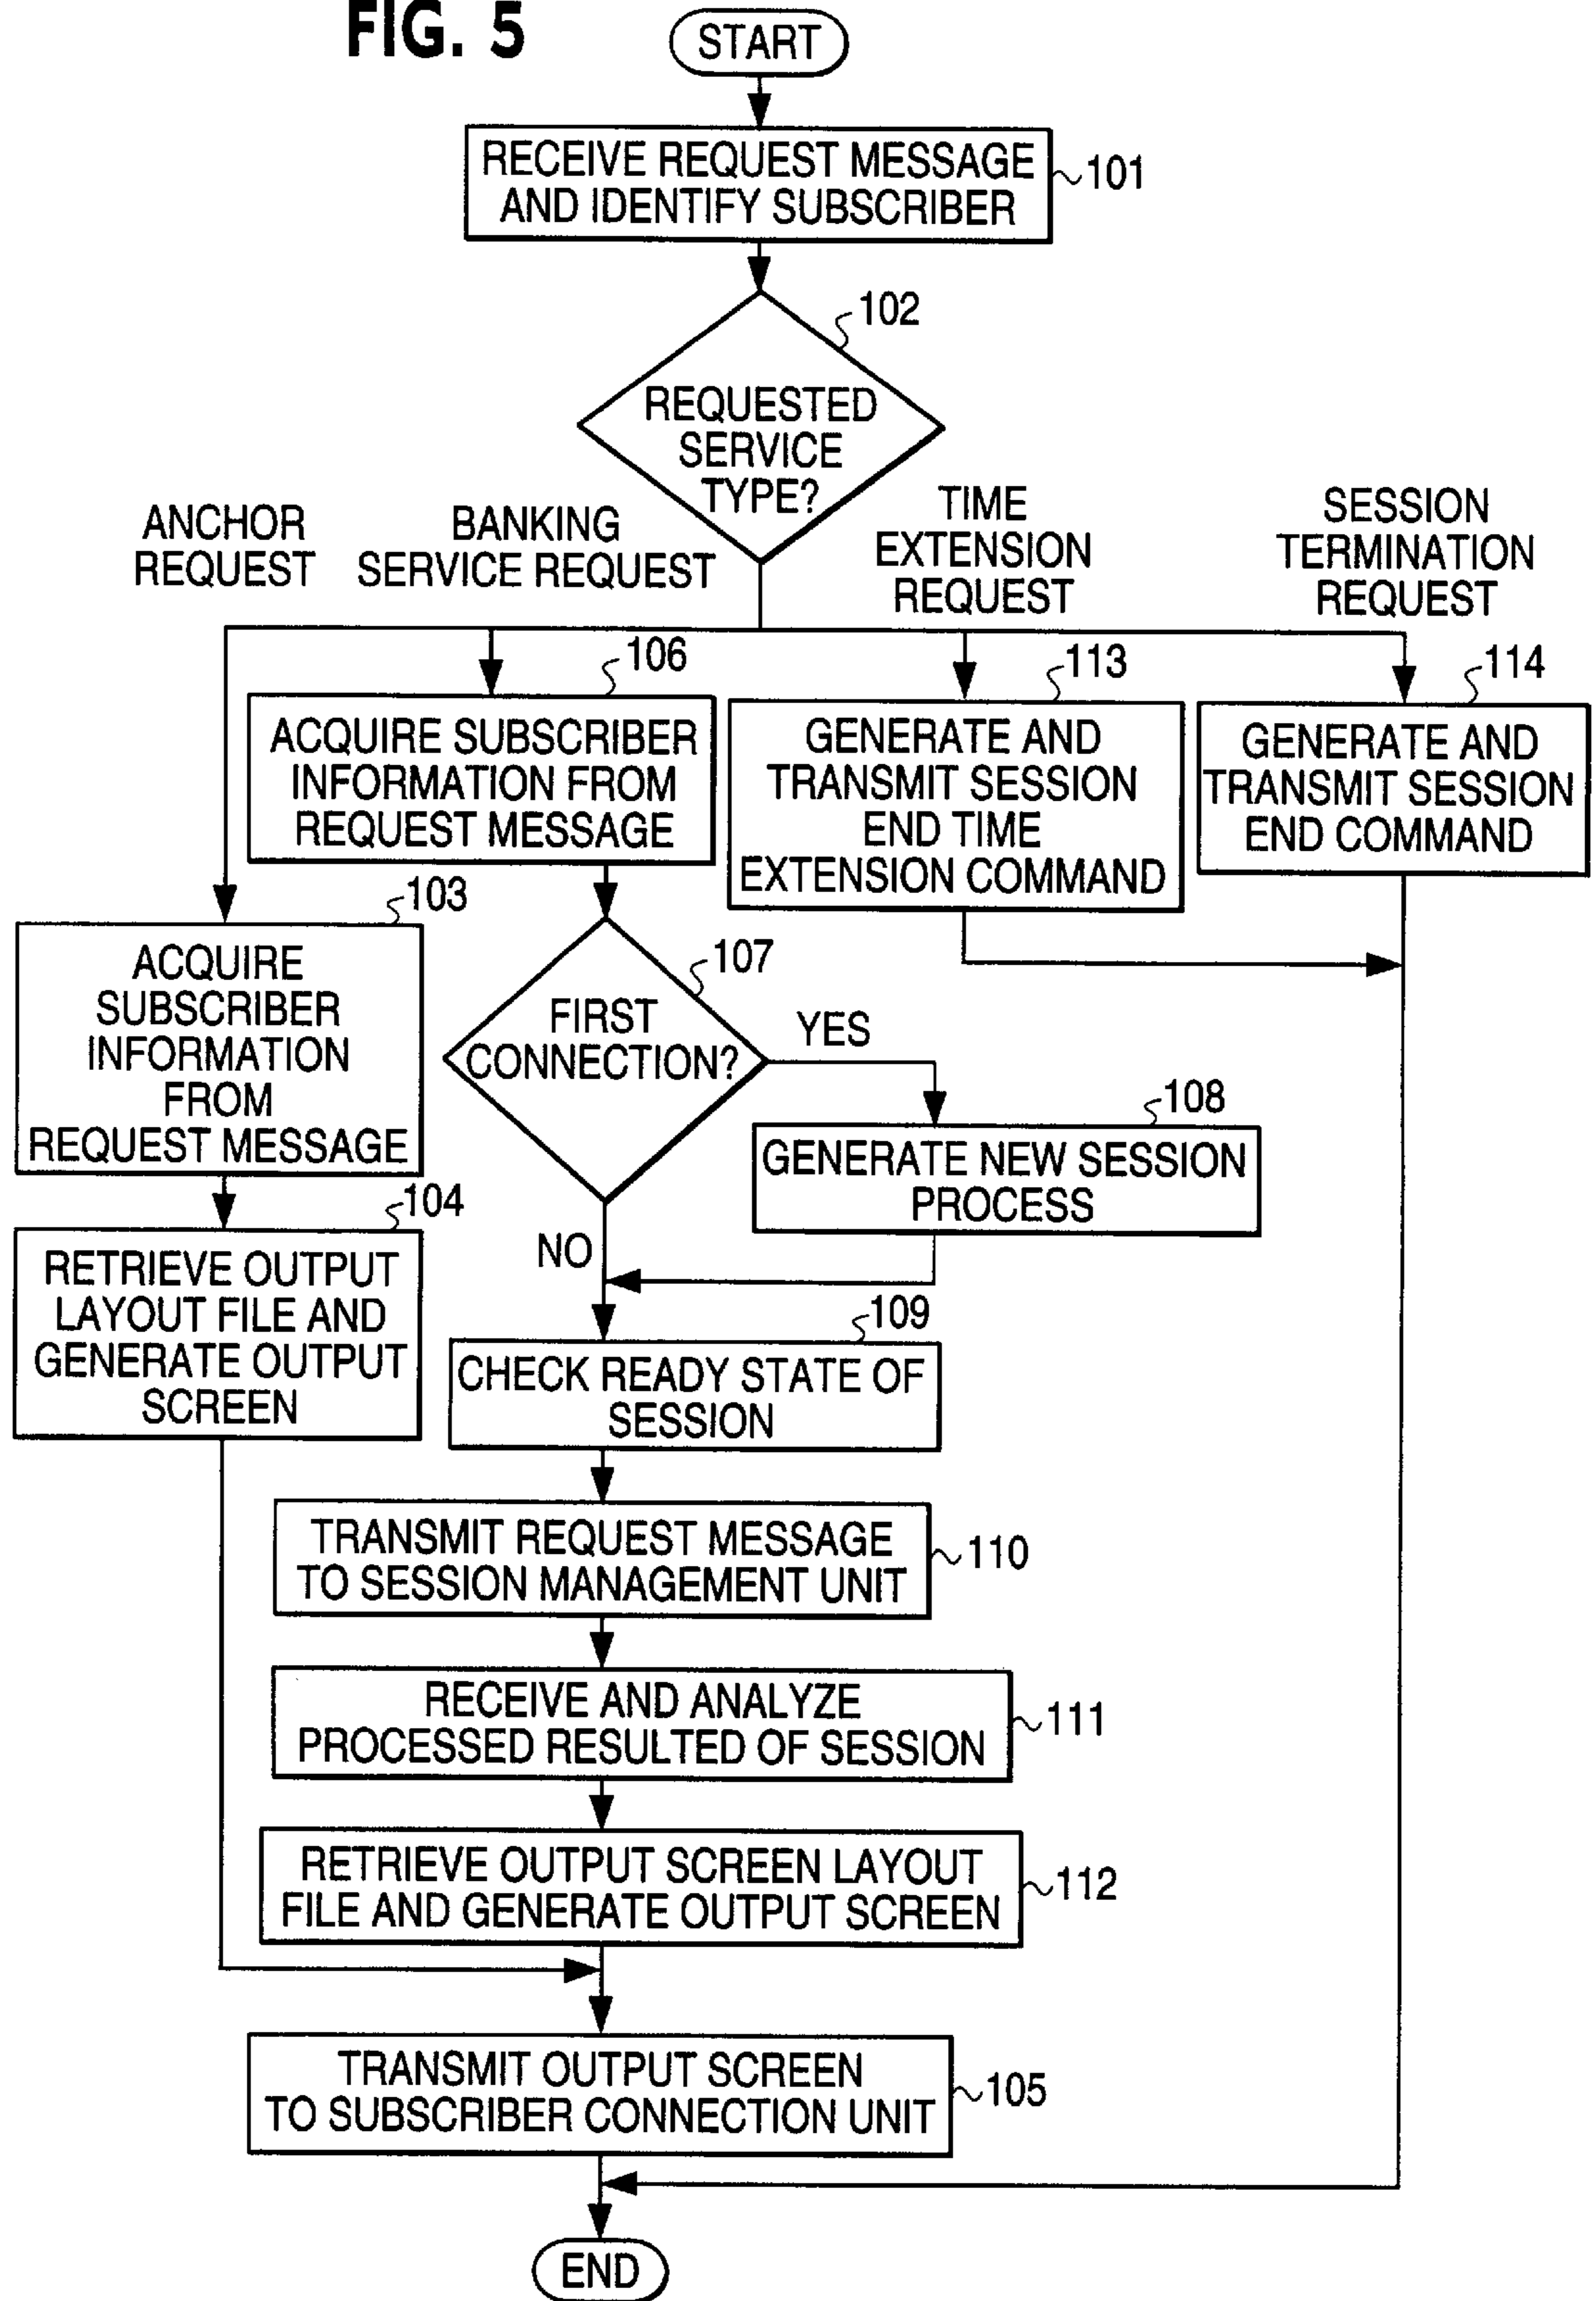 FIG. 5
START
RECEIVE REQUEST MESSAGE
AND IDENTIFY SUBSCRIBER
101
102
REQUESTED
SERVICE
TYPE?
ANCHOR
REQUEST
BANKING
SERVICE REQUEST
TIME
EXTENSION
REQUEST
SESSION
TERMINATION
REQUEST
106
ACQUIRE SUBSCRIBER
INFORMATION FROM
REQUEST MESSAGE
113
GENERATE AND
TRANSMIT SESSION
END TIME
EXTENSION COMMAND
114
GENERATE AND
TRANSMIT SESSION
END COMMAND
103
ACQUIRE
SUBSCRIBER
INFORMATION
FROM
REQUEST MESSAGE
107
FIRST
CONNECTION?
YES
108
GENERATE NEW SESSION
PROCESS
104
RETRIEVE OUTPUT
LAYOUT FILE AND
GENERATE OUTPUT
SCREEN
NO
109
CHECK READY STATE OF
SESSION
TRANSMIT REQUEST MESSAGE
TO SESSION MANAGEMENT UNIT
110
RECEIVE AND ANALYZE
PROCESSED RESULTED OF SESSION
111
RETRIEVE OUTPUT SCREEN LAYOUT
FILE AND GENERATE OUTPUT SCREEN
112
TRANSMIT OUTPUT SCREEN
TO SUBSCRIBER CONNECTION UNIT
105
END